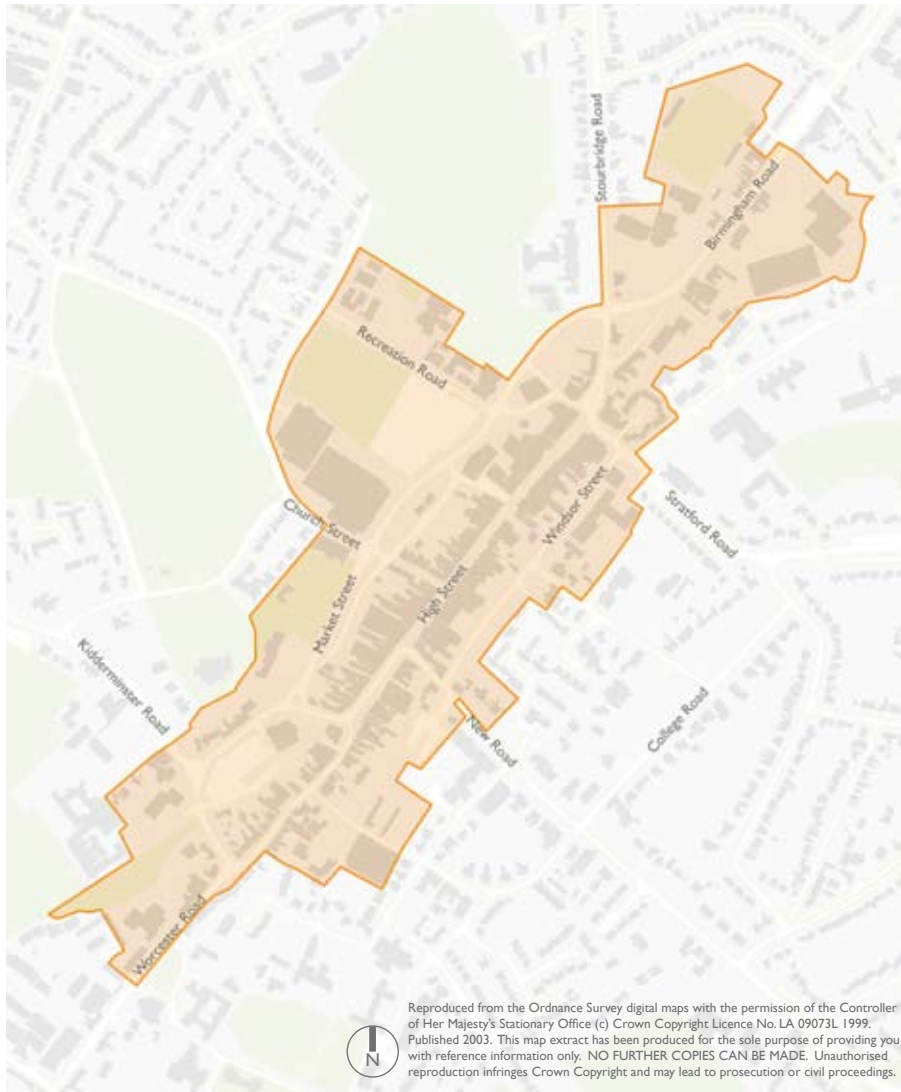 Stourbridge Road
Birmingham Road
Recreation Road
Church Street
Windsor Street
Stratford Road
High Street
Market Street
Kidderminster Road
College Road
New Road
Worcester Road
N
Reproduced from the Ordnance Survey digital maps with the permission of the Controller
of Her Majesty's Stationary Office (c) Crown Copyright Licence No. LA 09073L 1999.
Published 2003. This map extract has been produced for the sole purpose of providing you
with reference information only. NO FURTHER COPIES CAN BE MADE. Unauthorised
reproduction infringes Crown Copyright and may lead to prosecution or civil proceedings.